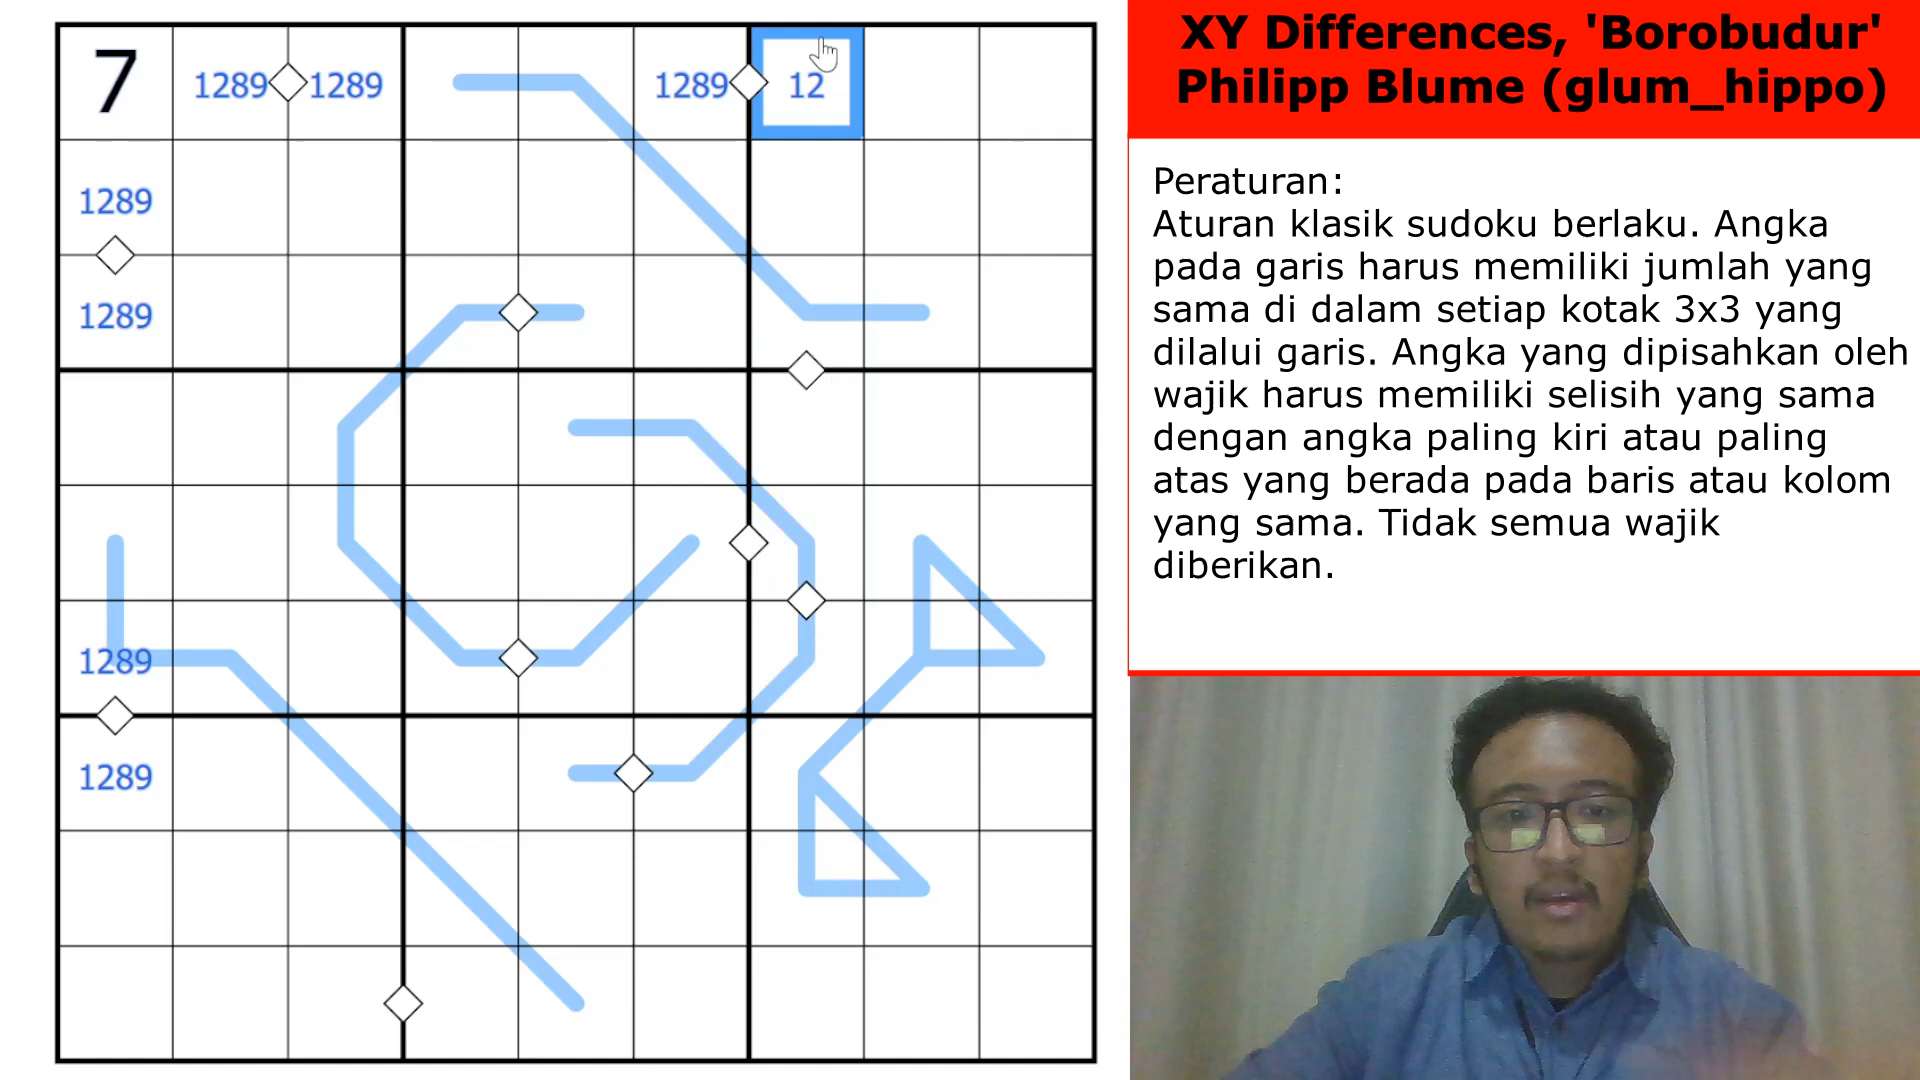 XY Differences, 'Borobudur'
Philipp Blume (glum_hippo)
Peraturan:
Aturan klasik sudoku berlaku. Angka
pada garis harus memiliki jumlah yang
sama di dalam setiap kotak 3x3 yang
dilalui garis. Angka yang dipisahkan oleh
wajik harus memiliki selisih yang sama
dengan angka paling kiri atau paling
atas yang berada pada baris atau kolom
yang sama. Tidak semua wajik
diberikan.
7 1289 1289 1289 12
1289
1289
1289
1289